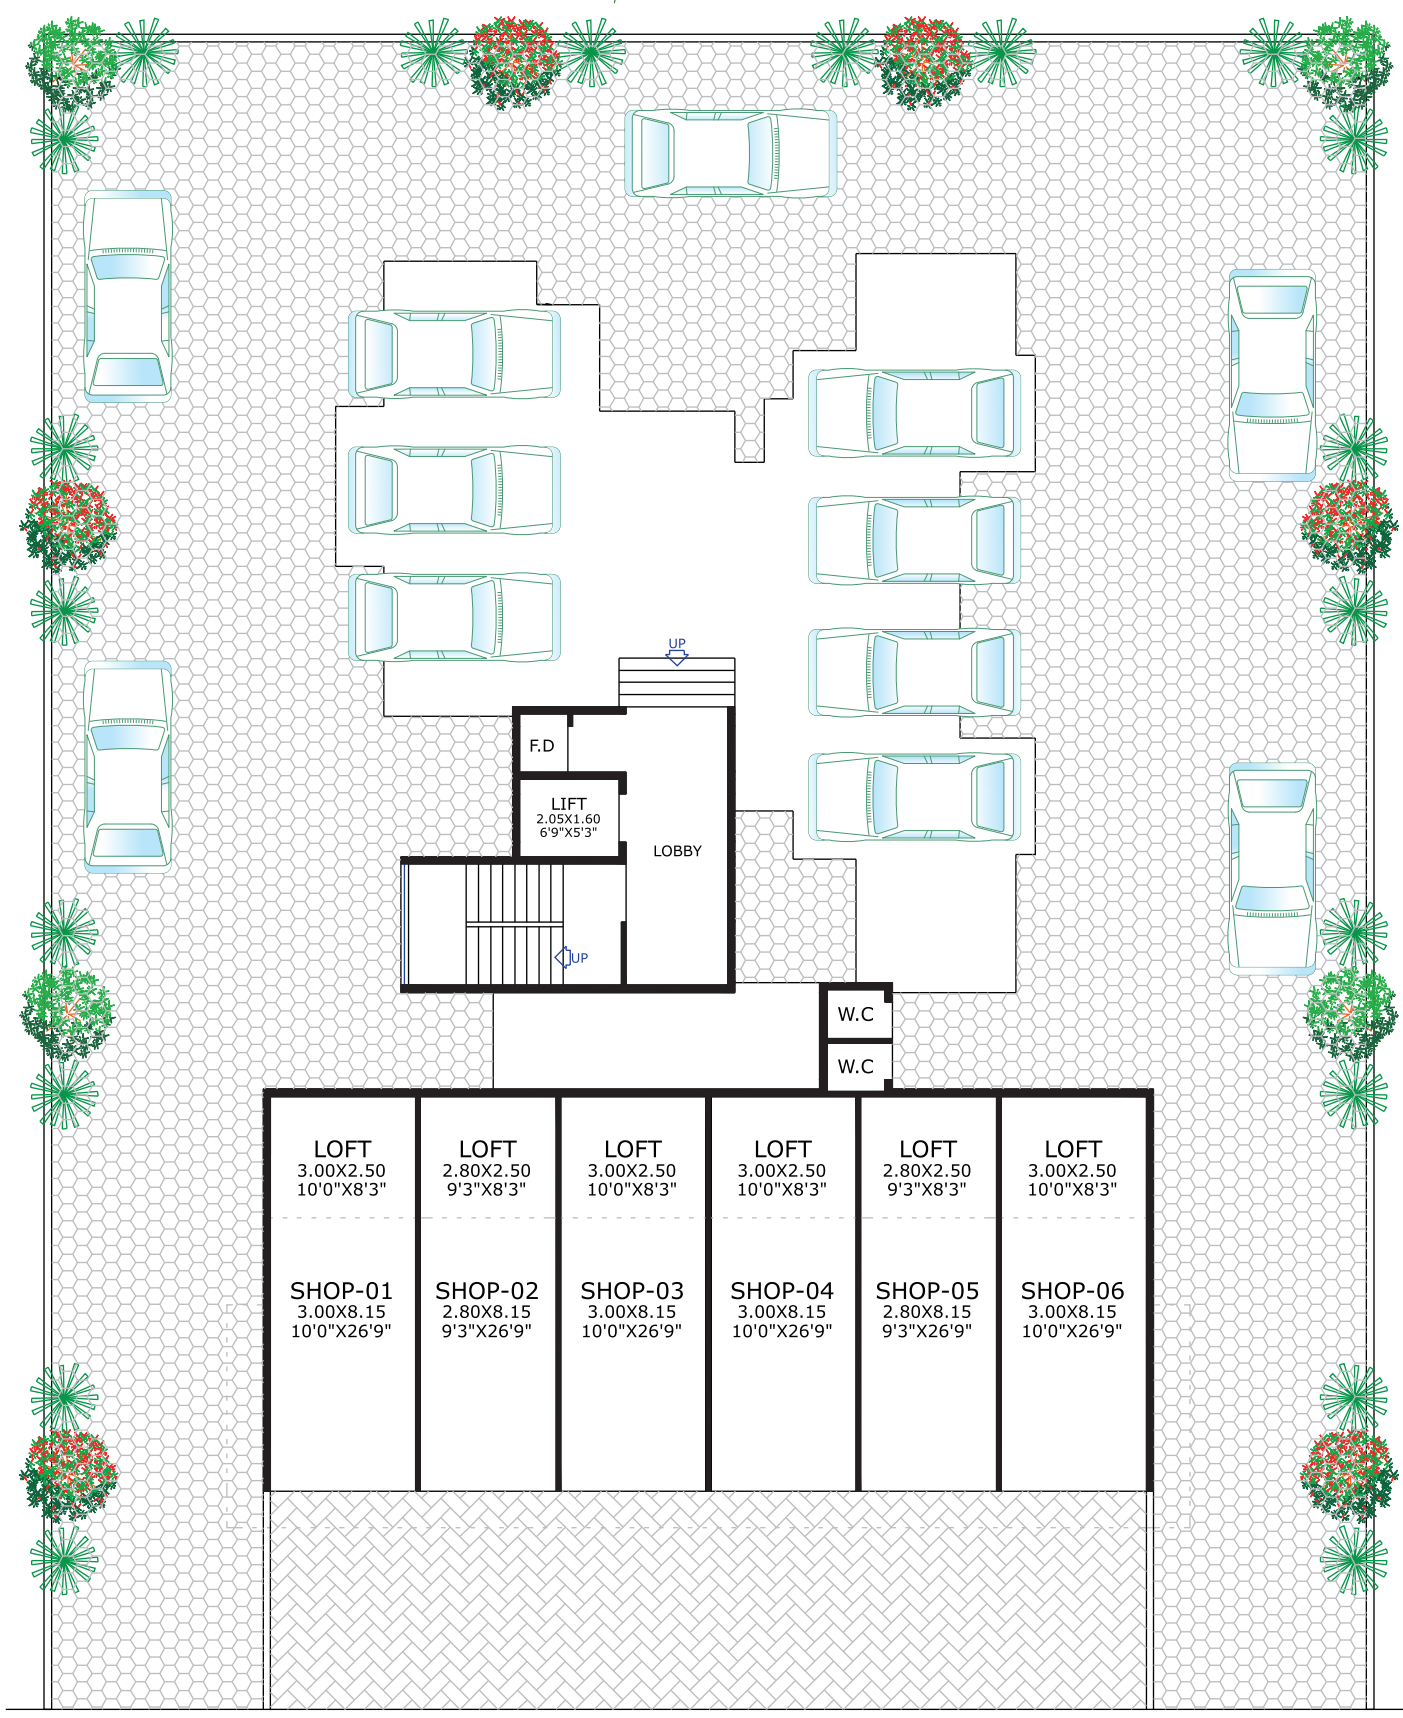 UP
F.D
LIFT
2.05X1.60
6'9"X5'3"
LOBBY
UP
W.C
W.C
LOFT
3.00X2.50
10'0"X8'3"
LOFT
2.80X2.50
9'3"X8'3"
LOFT
3.00X2.50
10'0"X8'3"
LOFT
3.00X2.50
10'0"X8'3"
LOFT
2.80X2.50
9'3"X8'3"
LOFT
3.00X2.50
10'0"X8'3"
SHOP-01
3.00X8.15
10'0"X26'9"
SHOP-02
2.80X8.15
9'3"X26'9"
SHOP-03
3.00X8.15
10'0"X26'9"
SHOP-04
3.00X8.15
10'0"X26'9"
SHOP-05
2.80X8.15
9'3"X26'9"
SHOP-06
3.00X8.15
10'0"X26'9"